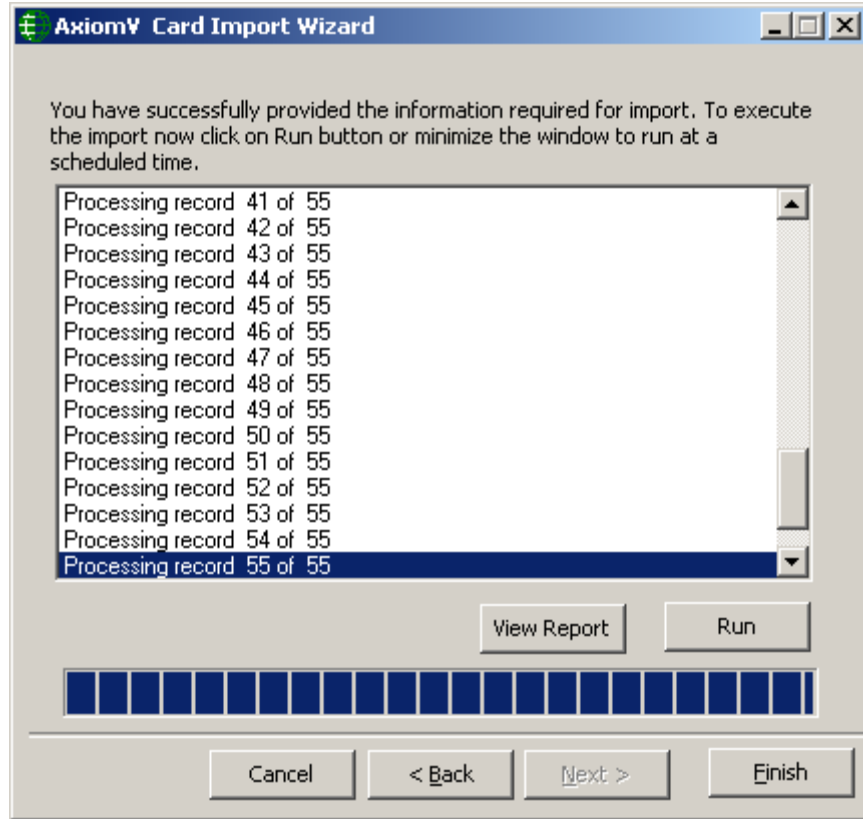 AxiomV Card Import Wizard
You have successfully provided the information required for import. To execute
the import now click on Run button or minimize the window to run at a
scheduled time.
Processing record 41 of 55
Processing record 42 of 55
Processing record 43 of 55
Processing record 44 of 55
Processing record 45 of 55
Processing record 46 of 55
Processing record 47 of 55
Processing record 48 of 55
Processing record 49 of 55
Processing record 50 of 55
Processing record 51 of 55
Processing record 52 of 55
Processing record 53 of 55
Processing record 54 of 55
Processing record 55 of 55
View Report Run
Cancel < Back Next > Finish